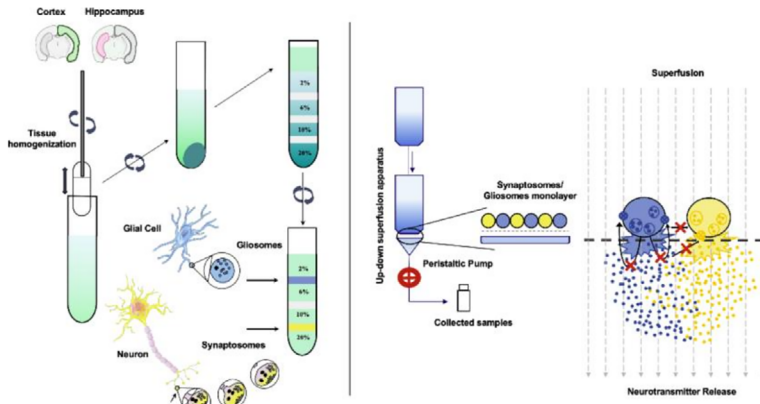 Cortex
Hippocampus
Tissue
homogenization
2%
6%
10%
20%
Glial Cell
Gliosomes
Neuron
Synaptosomes
2%
6%
10%
20%
Up-down superfusion apparatus
Synaptosomes/
Gliosomes monolayer
Peristaltic Pump
Collected samples
Superfusion
Neurotransmitter Release